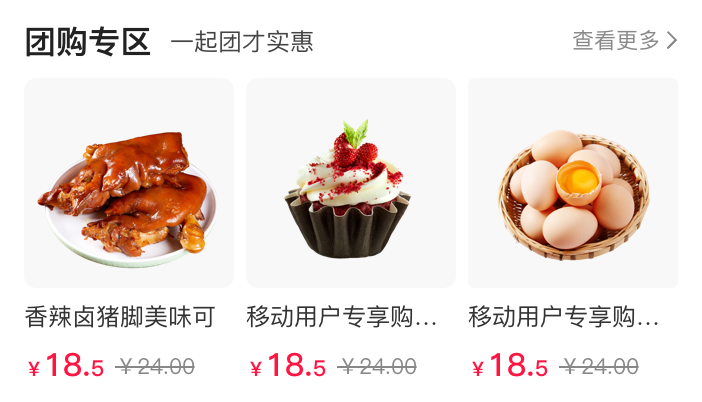 团购专区 一起团才实惠 查看更多
香辣卤猪脚美味可 移动用户专享购... 移动用户专享购...
￥18.5 ￥24.00 ￥18.5 ￥24.00 ￥18.5 ￥24.00